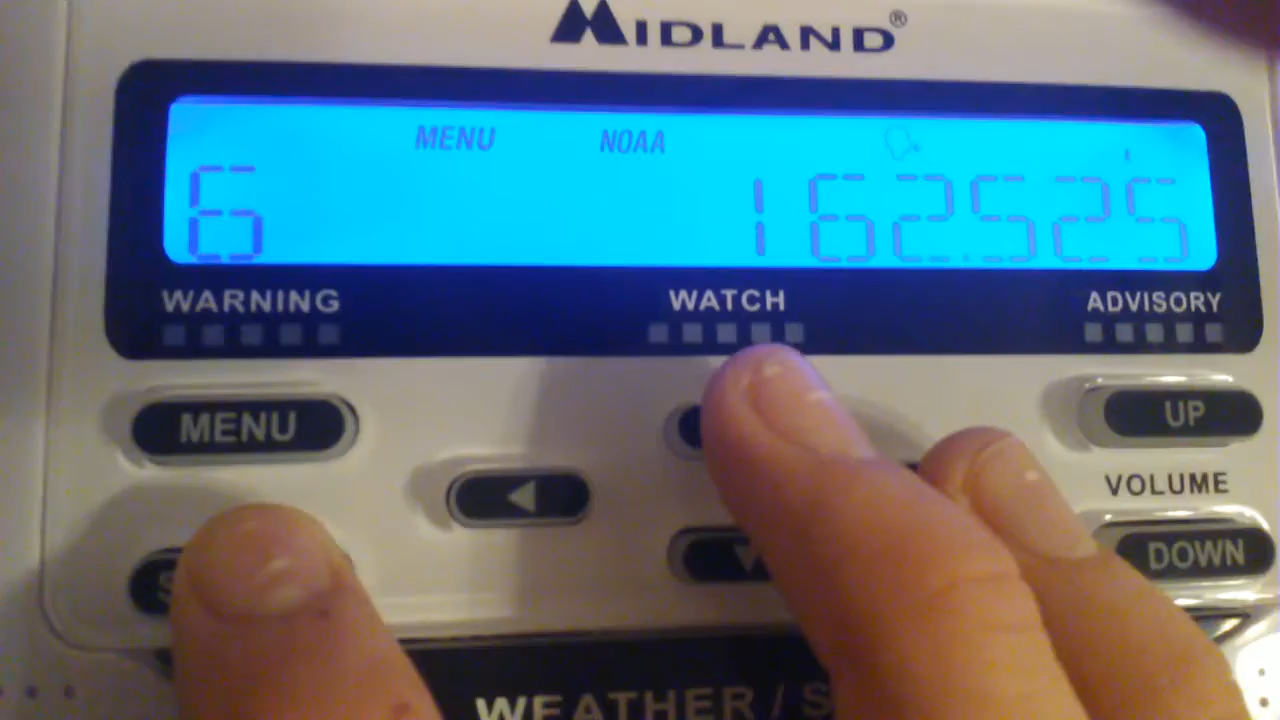 MIDLAND®
MENU NOAA
6 162.525
WARNING WATCH ADVISORY
MENU UP
VOLUME
DOWN
WEATHER / S